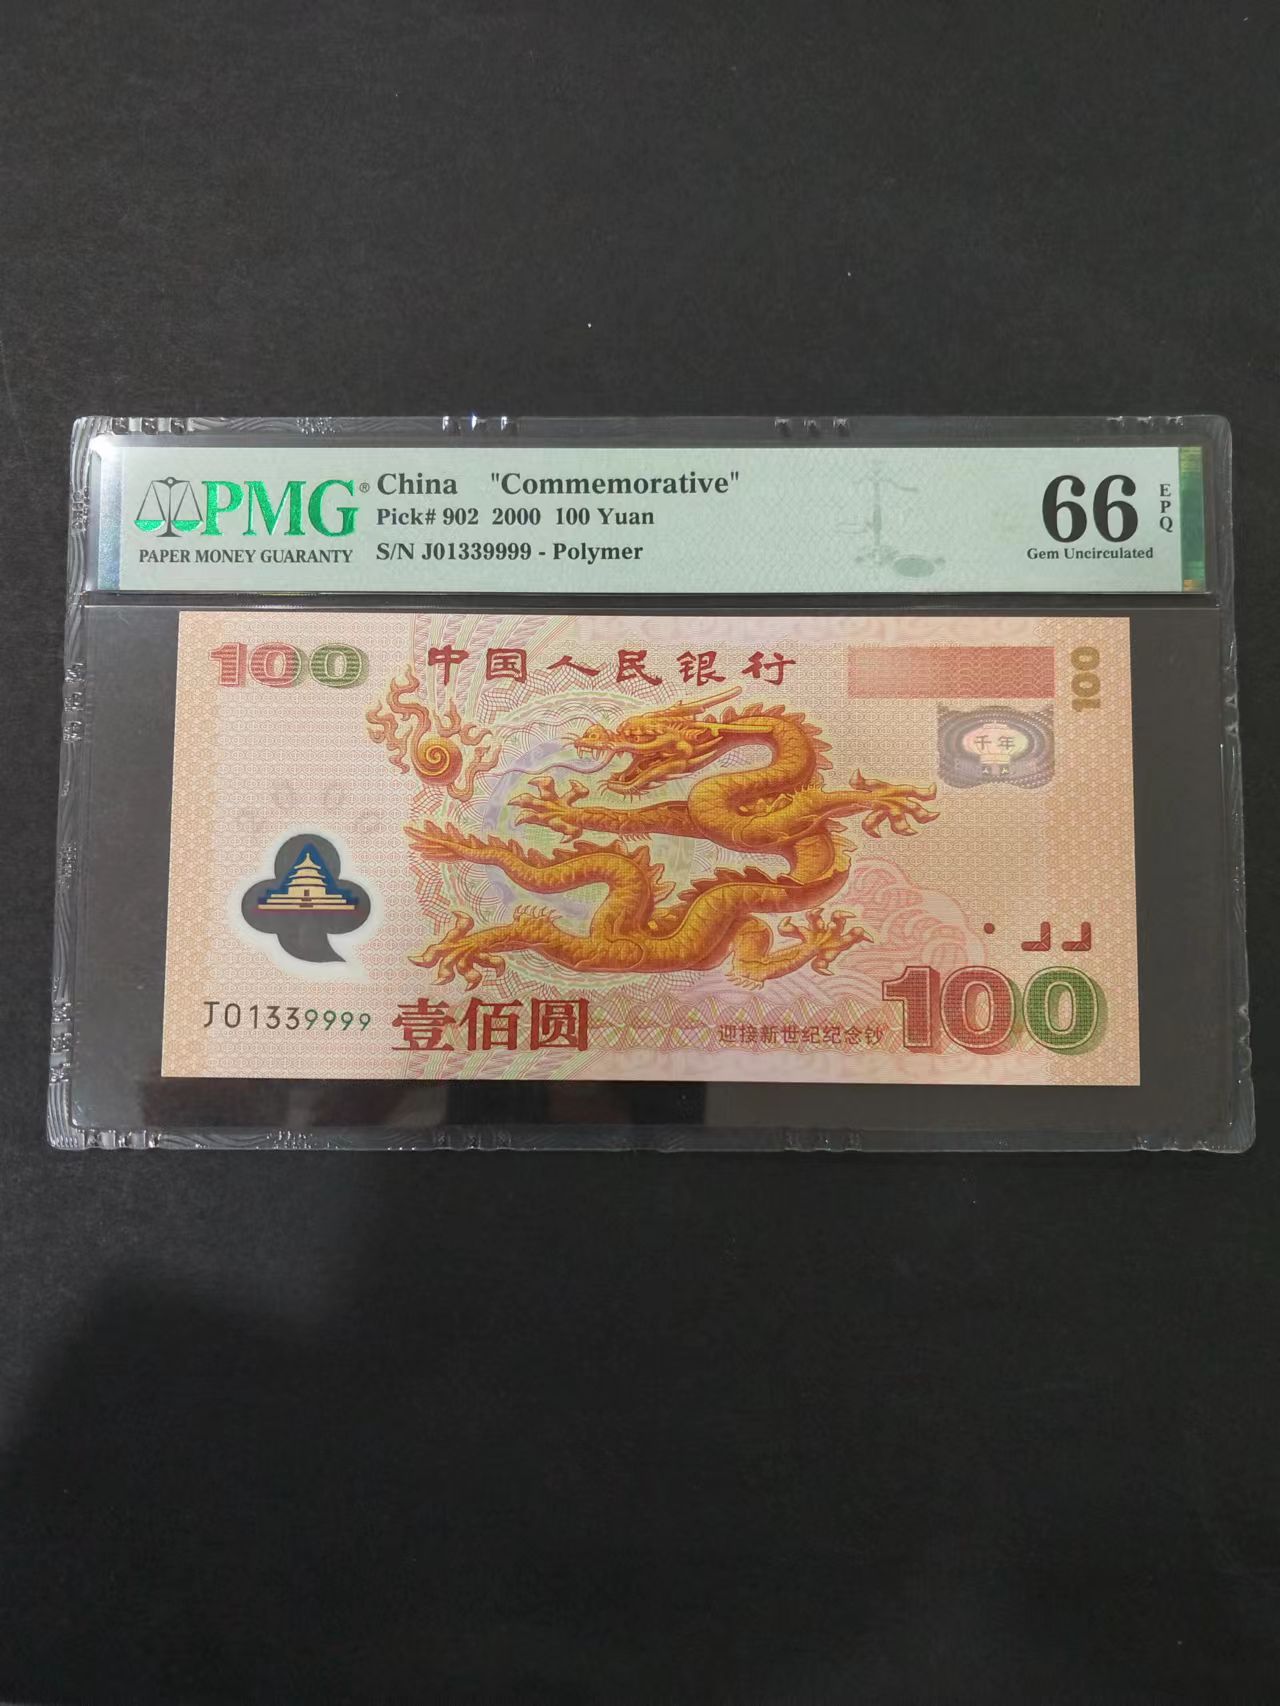 PMG®
PAPER MONEY GUARANTY
China "Commemorative"
Pick# 902 2000 100 Yuan
S/N J01339999 - Polymer
66
EPQ
Gem Uncirculated
100
中国人民银行
100
千年
J01339999
壹佰圆
迎接新世纪纪念钞
100